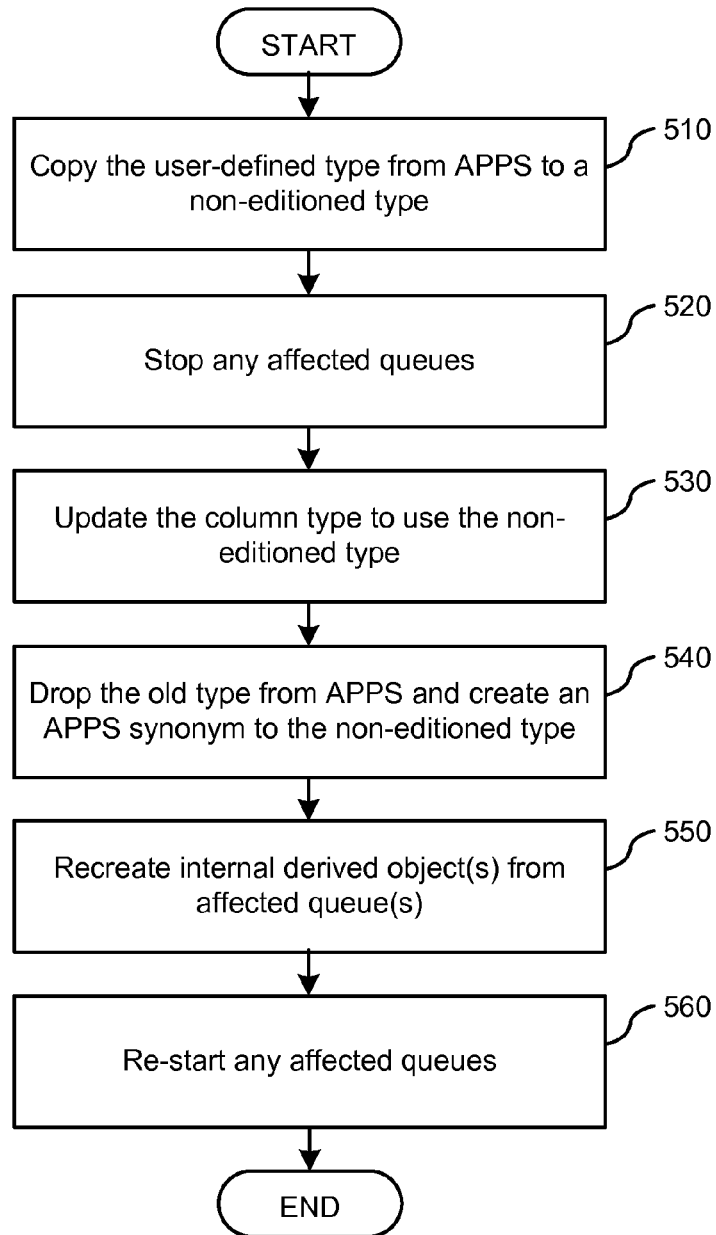 START
510
Copy the user-defined type from APPS to a
non-editioned type
520
Stop any affected queues
530
Update the column type to use the non-
editioned type
540
Drop the old type from APPS and create an
APPS synonym to the non-editioned type
550
Recreate internal derived object(s) from
affected queue(s)
560
Re-start any affected queues
END